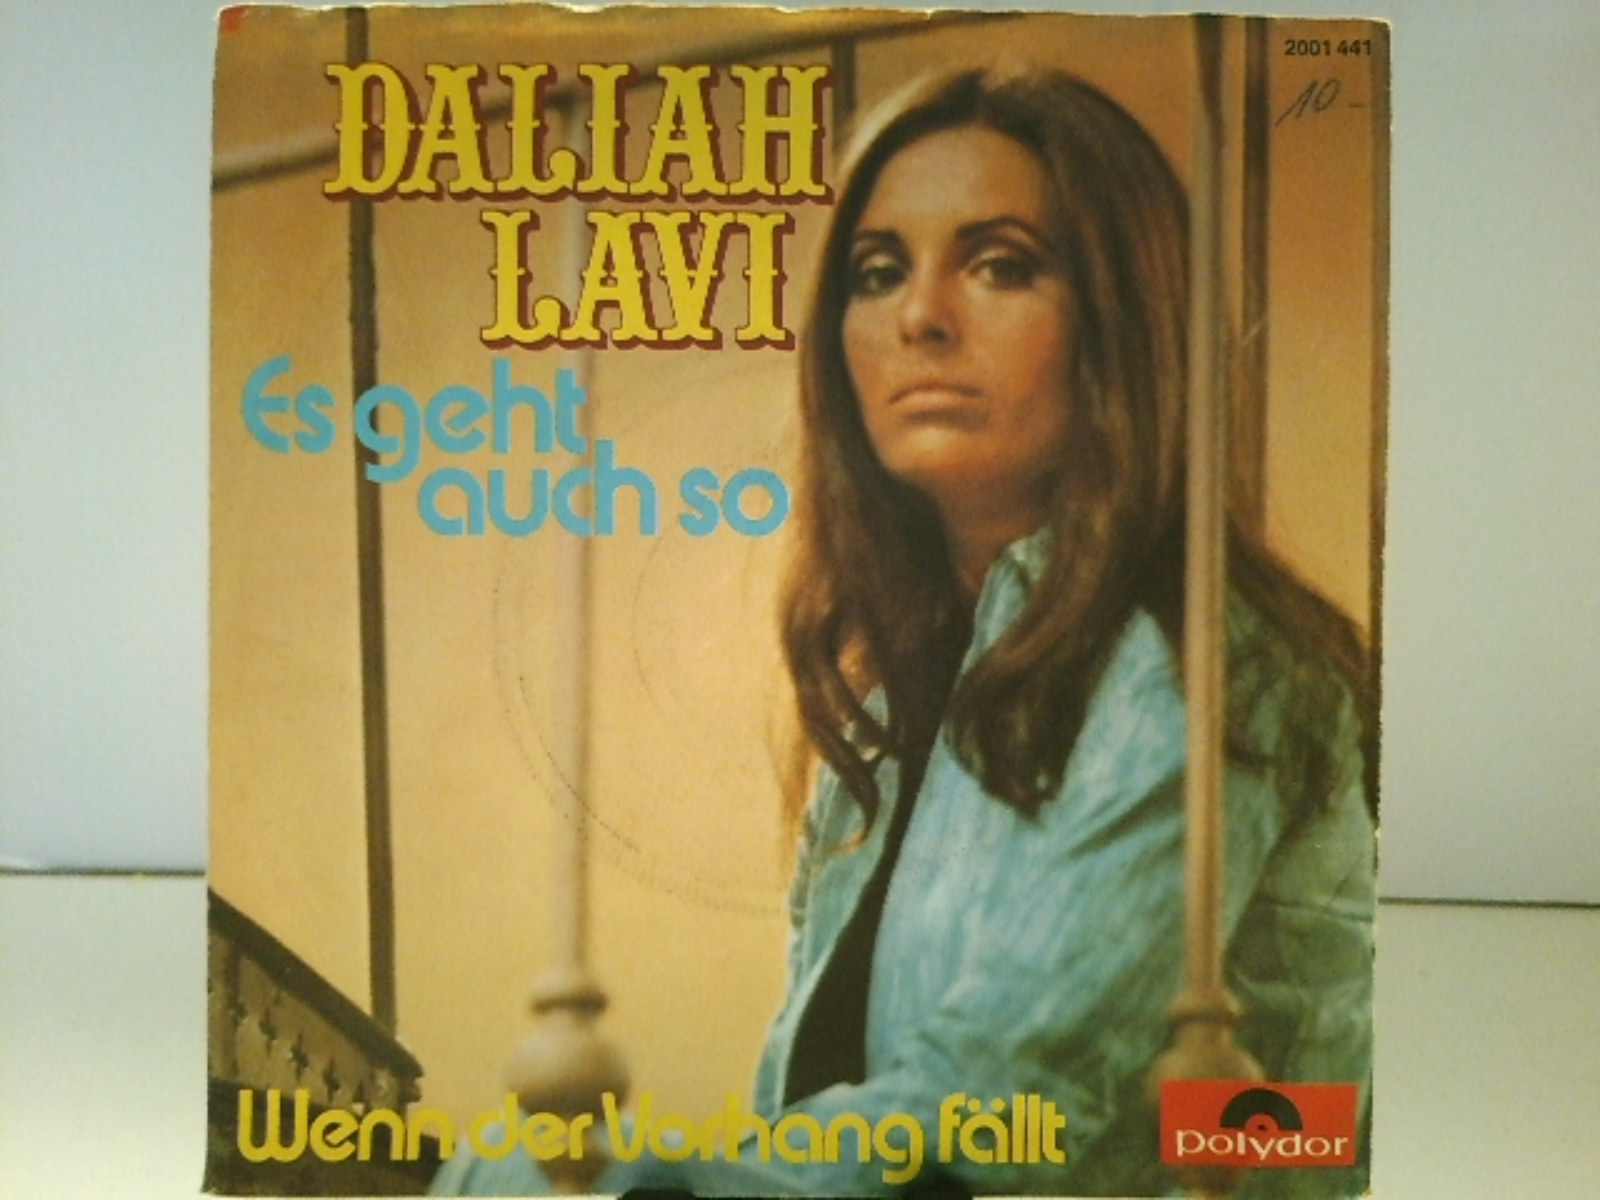 2001 441
10 -
DALIAH
LAVI
Es geht
auch so
Wenn der Vorhang fällt
polydor